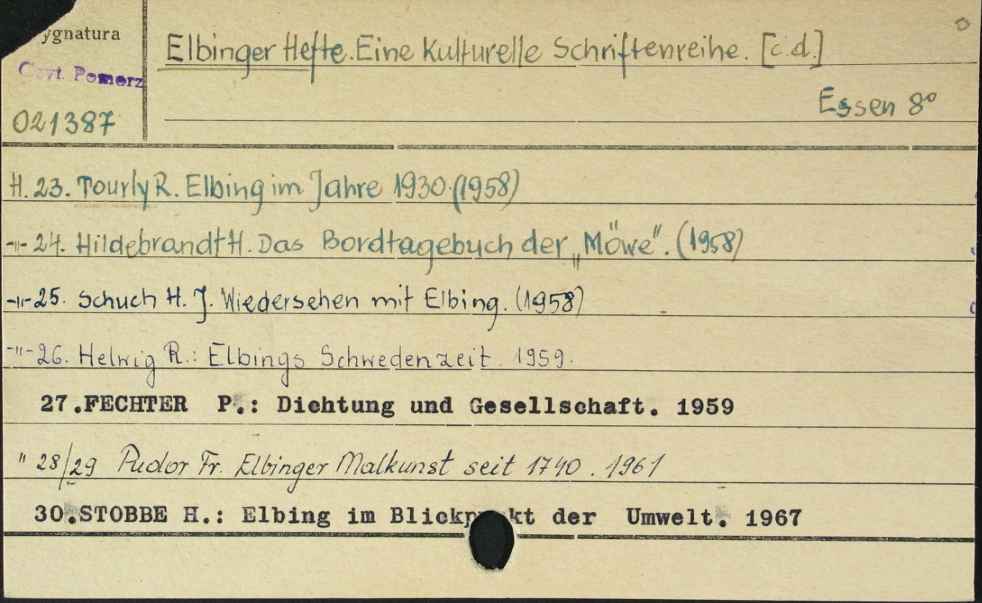 ygnatura
Elbinger Hefte. Eine Kulturelle Schriftenreihe. [c.d.]
Pomerz
Essen 8°
021387
H. 23. Tourly R. Elbing im Jahre 1930. (1958)
-"- 24. Hildebrandt H. Das Bordtagebuch der „Möwe". (1958)
-"- 25. Schuch H. J. Wiedersehen mit Elbing. (1958)
-"- 26. Helwig R.: Elbings Schwedenzeit. 1959.
27.FECHTER P.: Dichtung und Gesellschaft. 1959
" 28/29 Pudor Fr. Elbinger Malkunst seit 1740. 1961
30.STOBBE H.: Elbing im Blickp kt der Umwelt. 1967